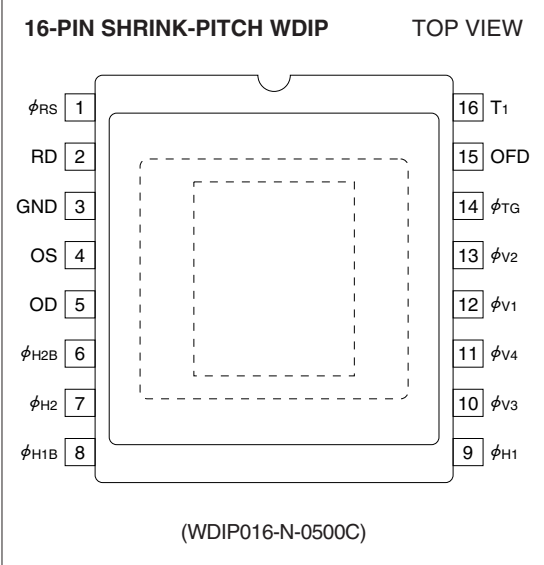 16-PIN SHRINK-PITCH WDIP TOP VIEW
ϕRS 1 16 T1
RD 2 15 OFD
GND 3 14 ϕTG
OS 4 13 ϕV2
OD 5 12 ϕV1
ϕH2B 6 11 ϕV4
ϕH2 7 10 ϕV3
ϕH1B 8 9 ϕH1
(WDIP016-N-0500C)